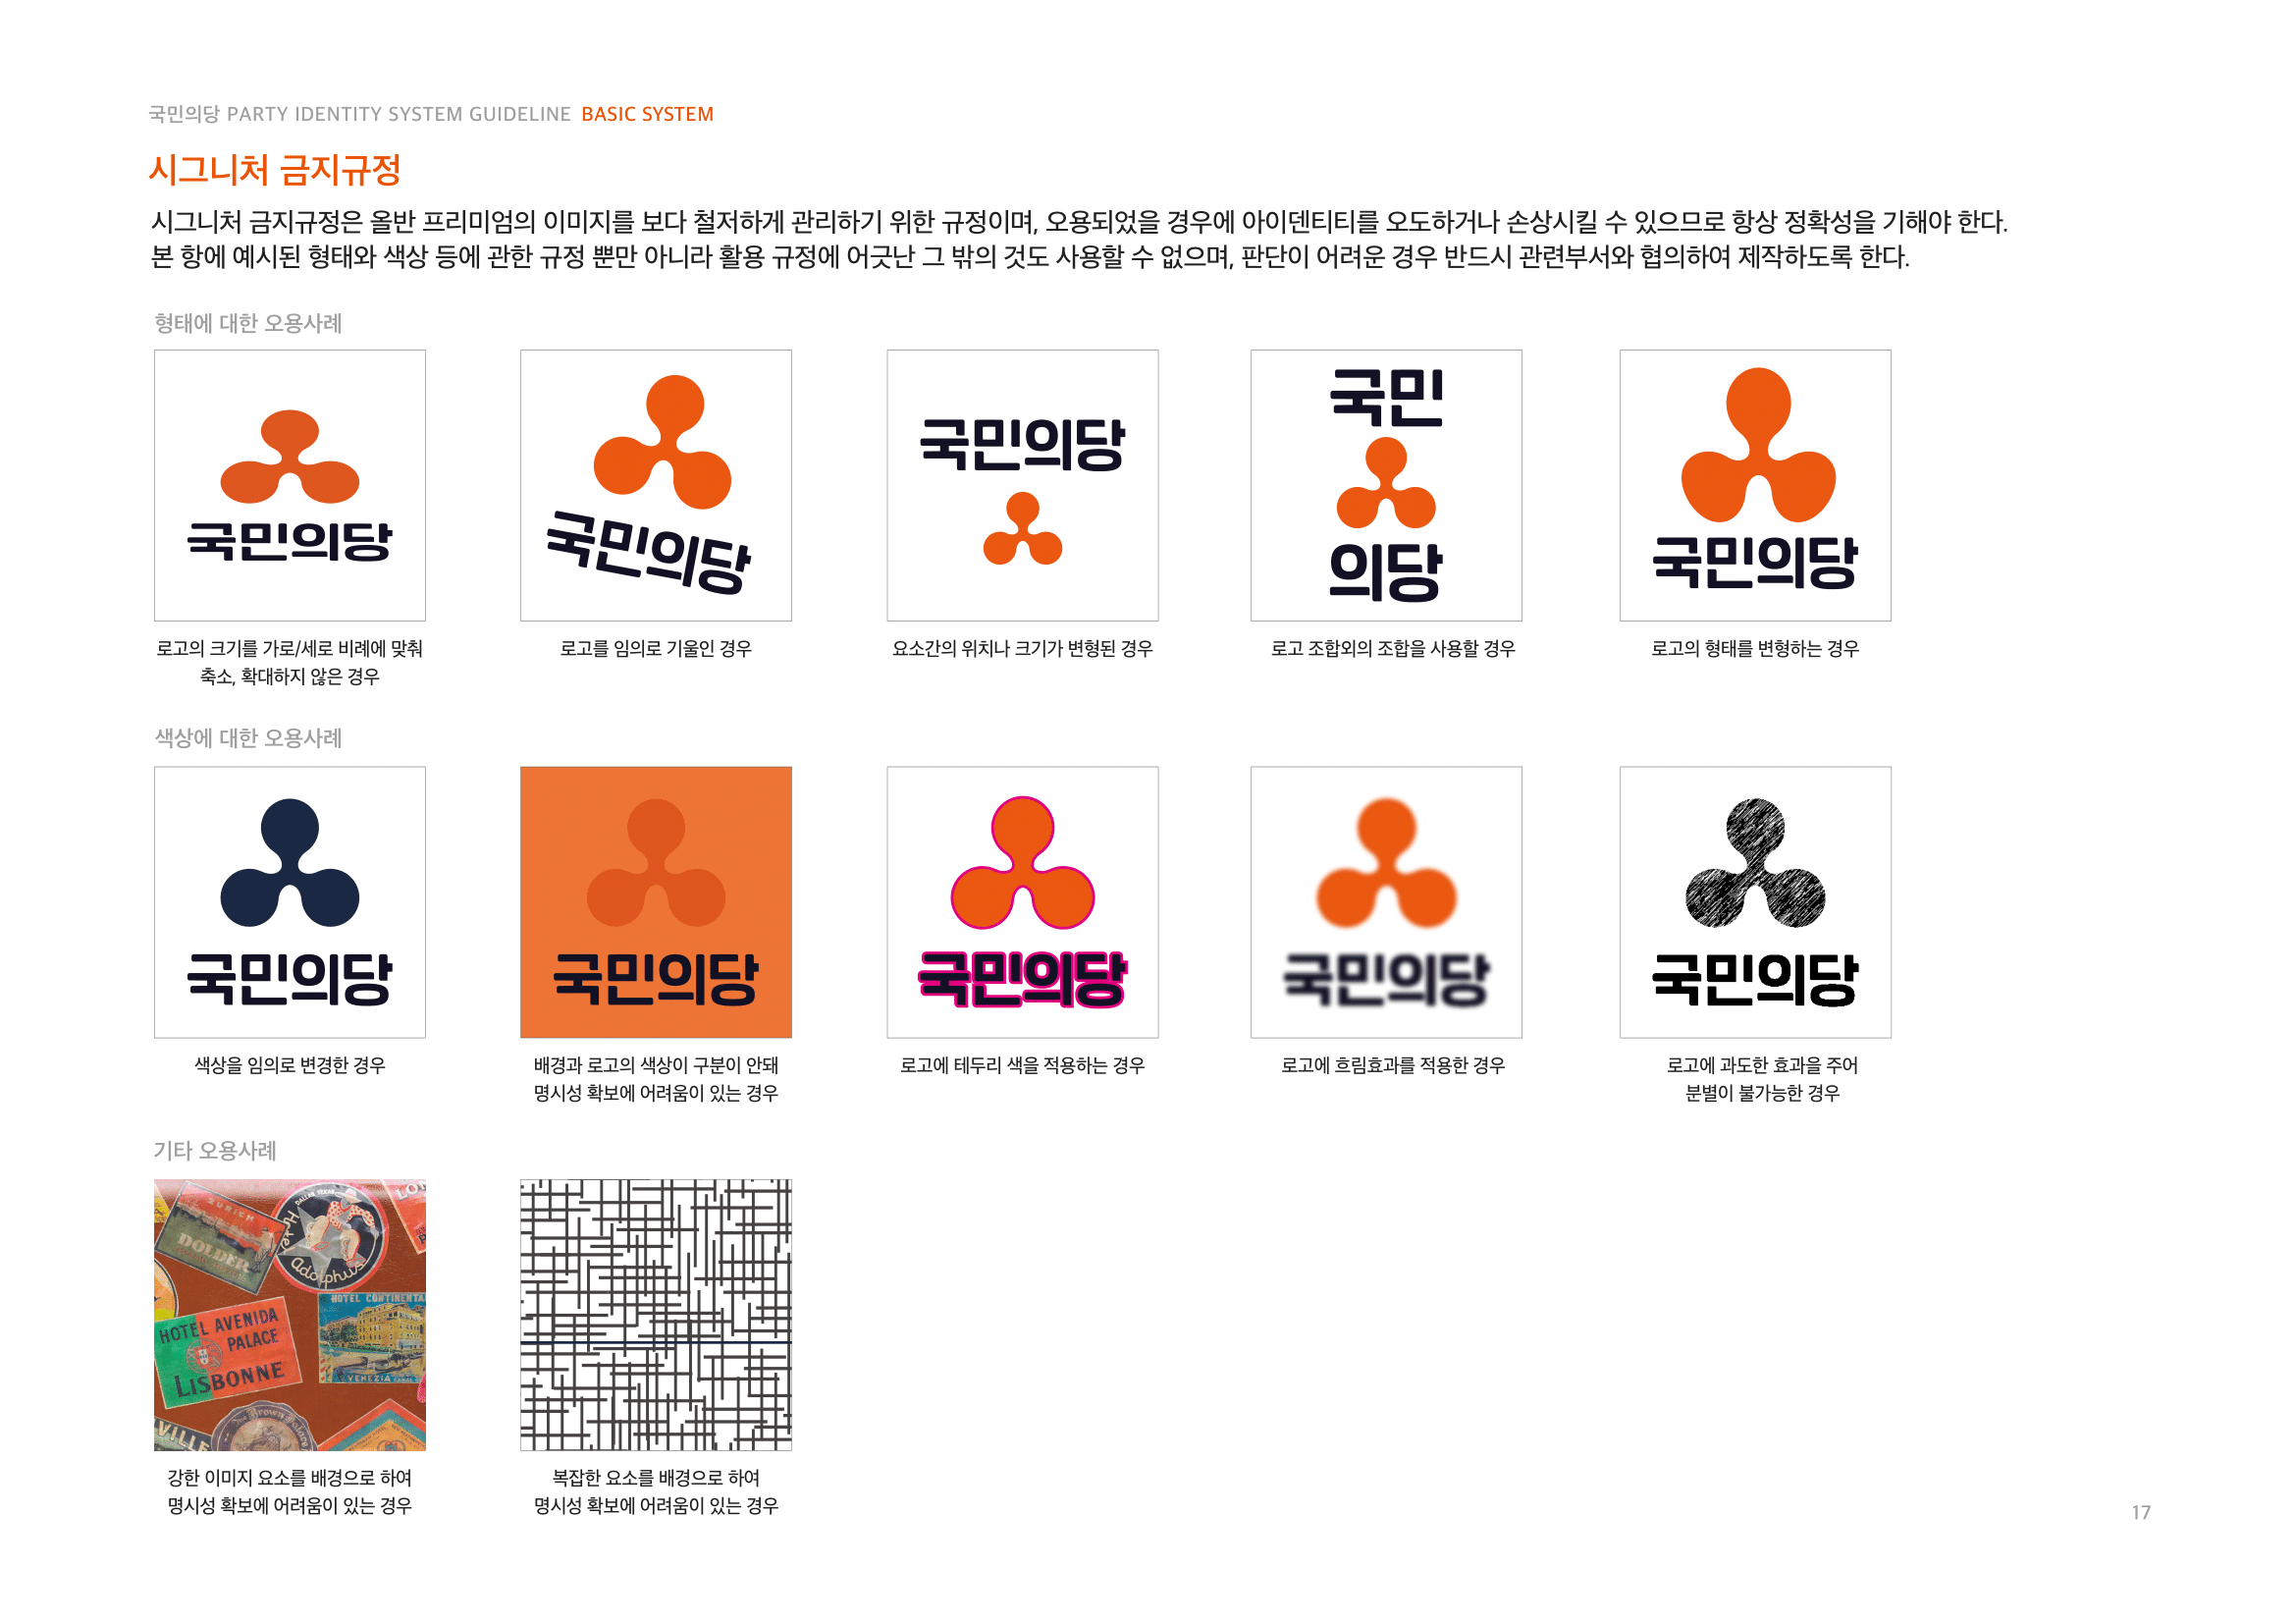 국민의당 PARTY IDENTITY SYSTEM GUIDELINE BASIC SYSTEM
시그니처 금지규정
시그니처 금지규정은 올반 프리미엄의 이미지를 보다 철저하게 관리하기 위한 규정이며, 오용되었을 경우에 아이덴티티를 오도하거나 손상시킬 수 있으므로 항상 정확성을 기해야 한다.
본 항에 예시된 형태와 색상 등에 관한 규정 뿐만 아니라 활용 규정에 어긋난 그 밖의 것도 사용할 수 없으며, 판단이 어려운 경우 반드시 관련부서와 협의하여 제작하도록 한다.
형태에 대한 오용사례
국민의당
국민의당
국민의당
국민
의당
국민의당
로고의 크기를 가로/세로 비례에 맞춰
축소, 확대하지 않은 경우
로고를 임의로 기울인 경우
요소간의 위치나 크기가 변형된 경우
로고 조합외의 조합을 사용할 경우
로고의 형태를 변형하는 경우
색상에 대한 오용사례
국민의당
국민의당
국민의당
국민의당
국민의당
색상을 임의로 변경한 경우
배경과 로고의 색상이 구분이 안돼
명시성 확보에 어려움이 있는 경우
로고에 테두리 색을 적용하는 경우
로고에 흐림효과를 적용한 경우
로고에 과도한 효과를 주어
분별이 불가능한 경우
기타 오용사례
ZURICH
DOLDER
DALLAS TEXAS
Hotel
Adolphus
LO
HOTEL AVENIDA
PALACE
LISBONNE
HOTEL CONTINENTA
VENEZIA
VILLE
The Brown Palace
강한 이미지 요소를 배경으로 하여
명시성 확보에 어려움이 있는 경우
복잡한 요소를 배경으로 하여
명시성 확보에 어려움이 있는 경우
17